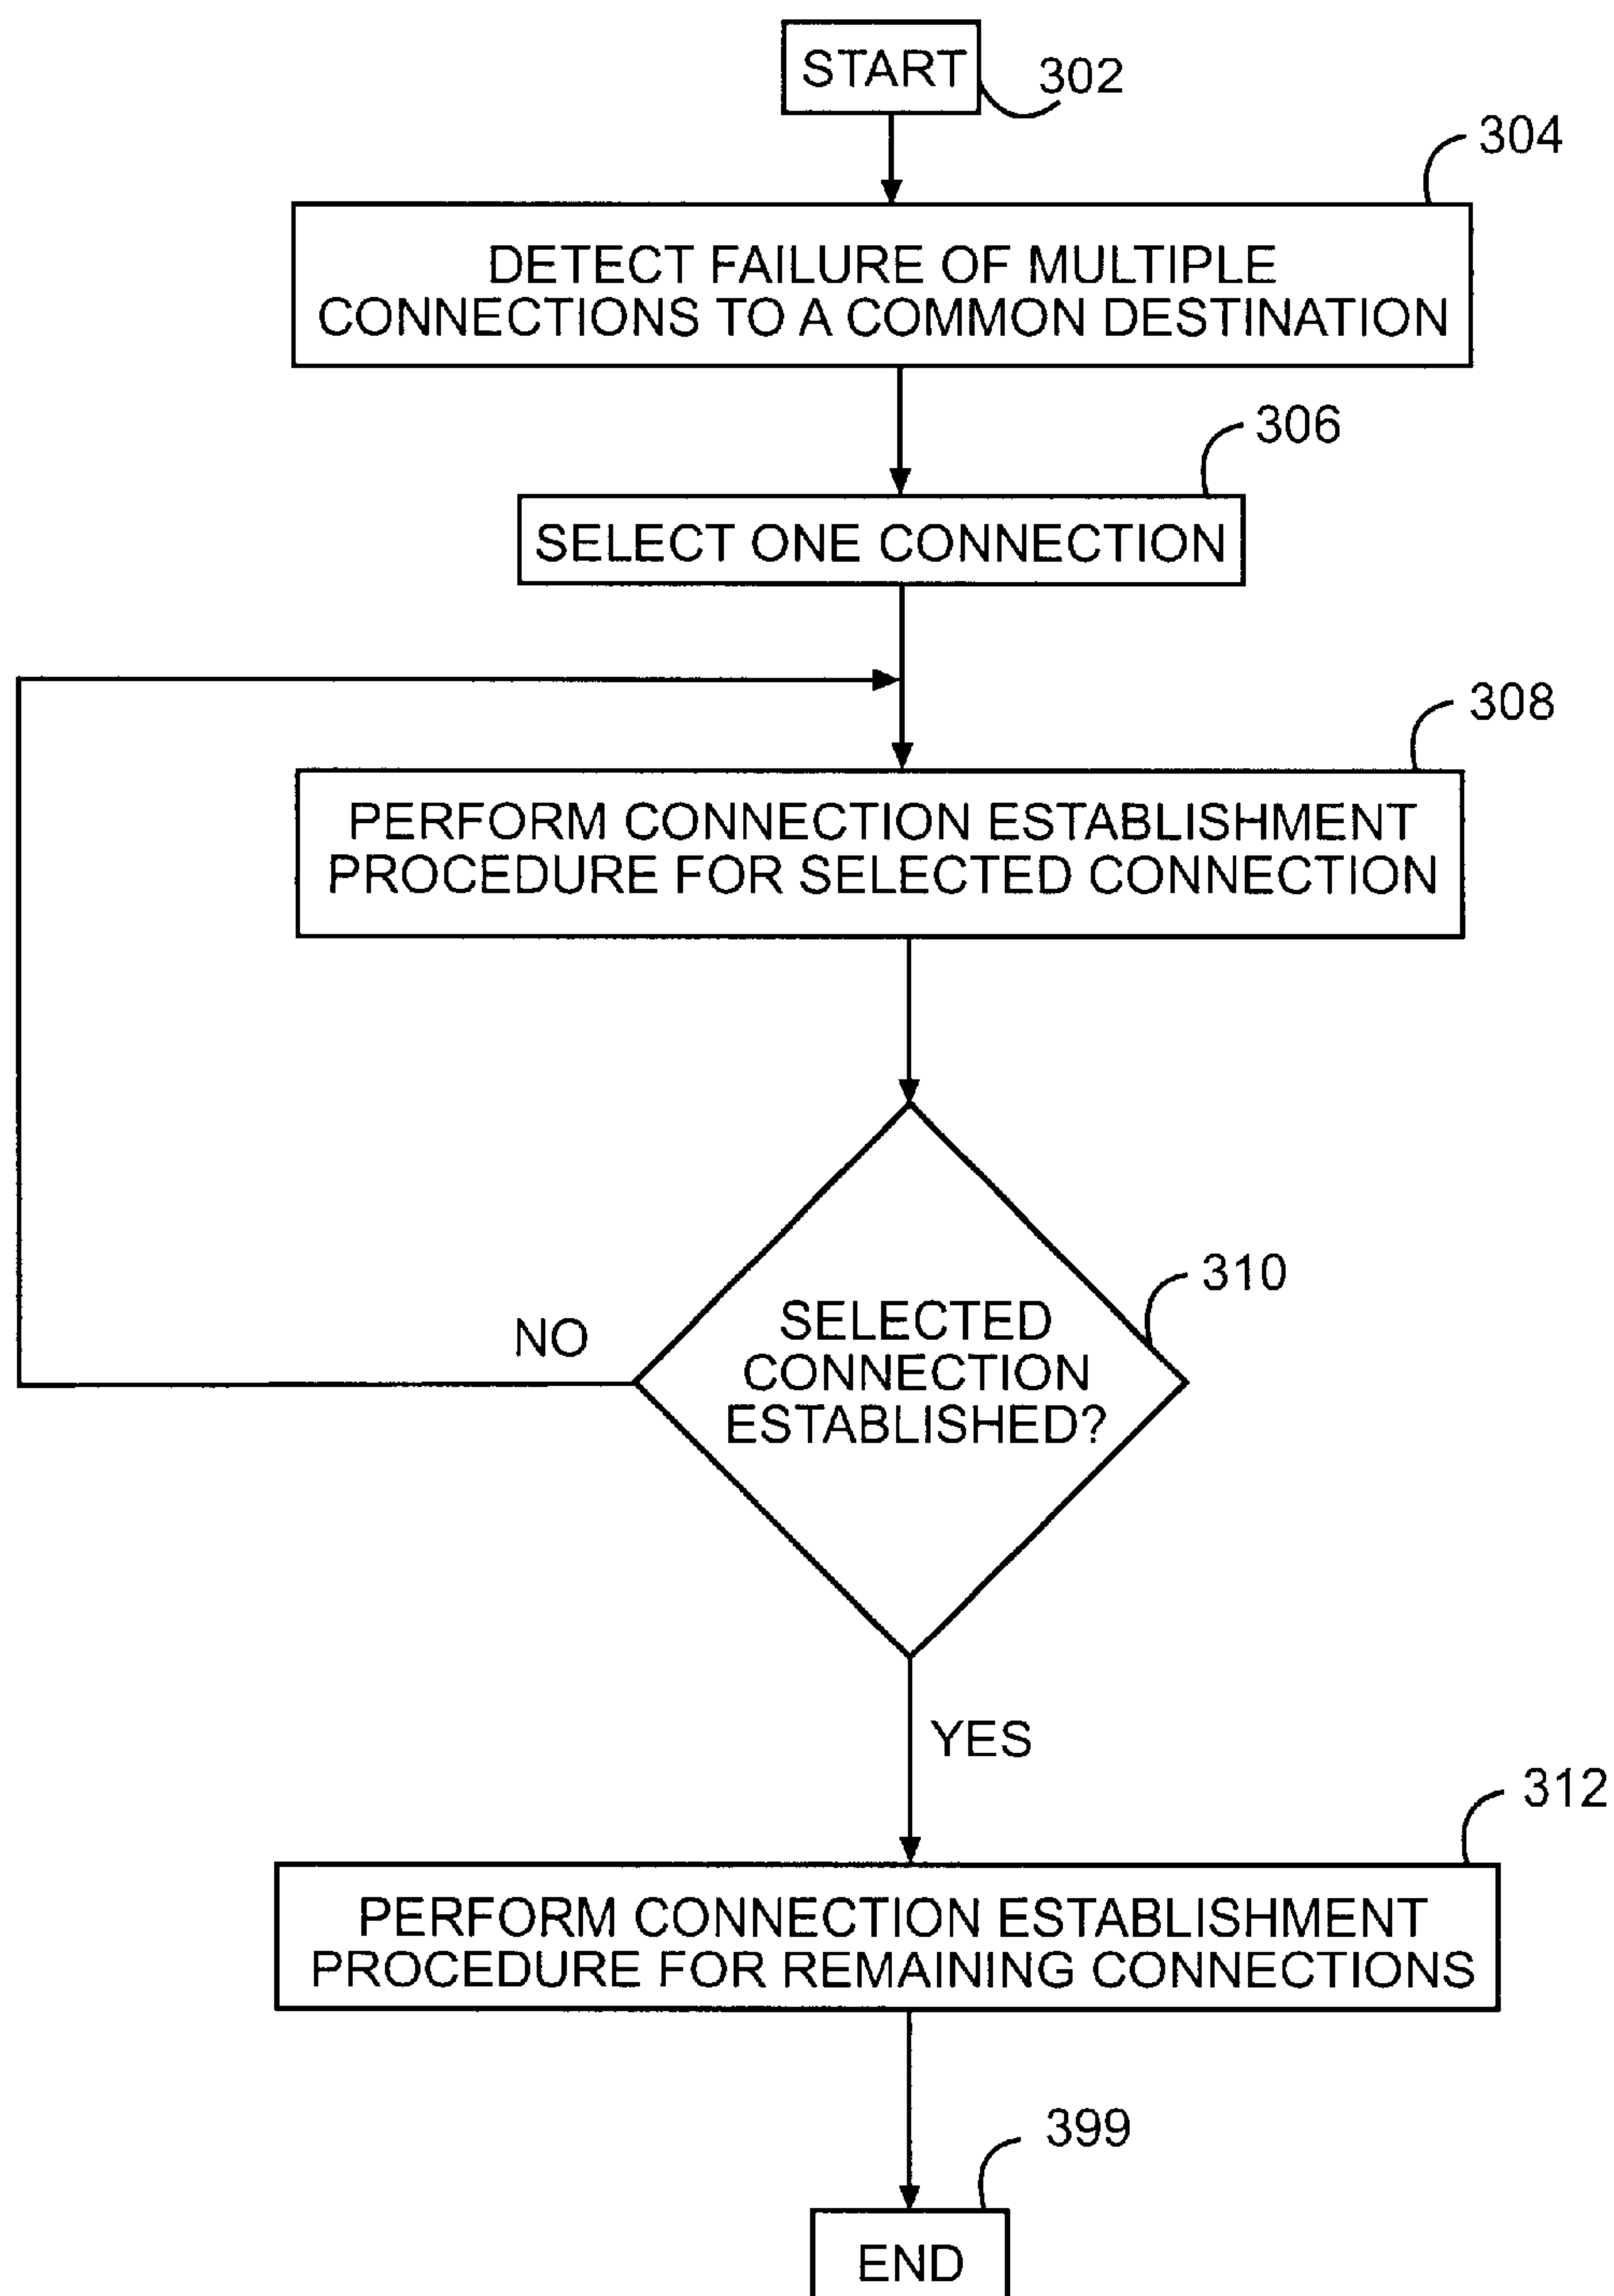 START
302
304
DETECT FAILURE OF MULTIPLE
CONNECTIONS TO A COMMON DESTINATION
306
SELECT ONE CONNECTION
308
PERFORM CONNECTION ESTABLISHMENT
PROCEDURE FOR SELECTED CONNECTION
310
SELECTED
CONNECTION
ESTABLISHED?
NO
YES
312
PERFORM CONNECTION ESTABLISHMENT
PROCEDURE FOR REMAINING CONNECTIONS
399
END